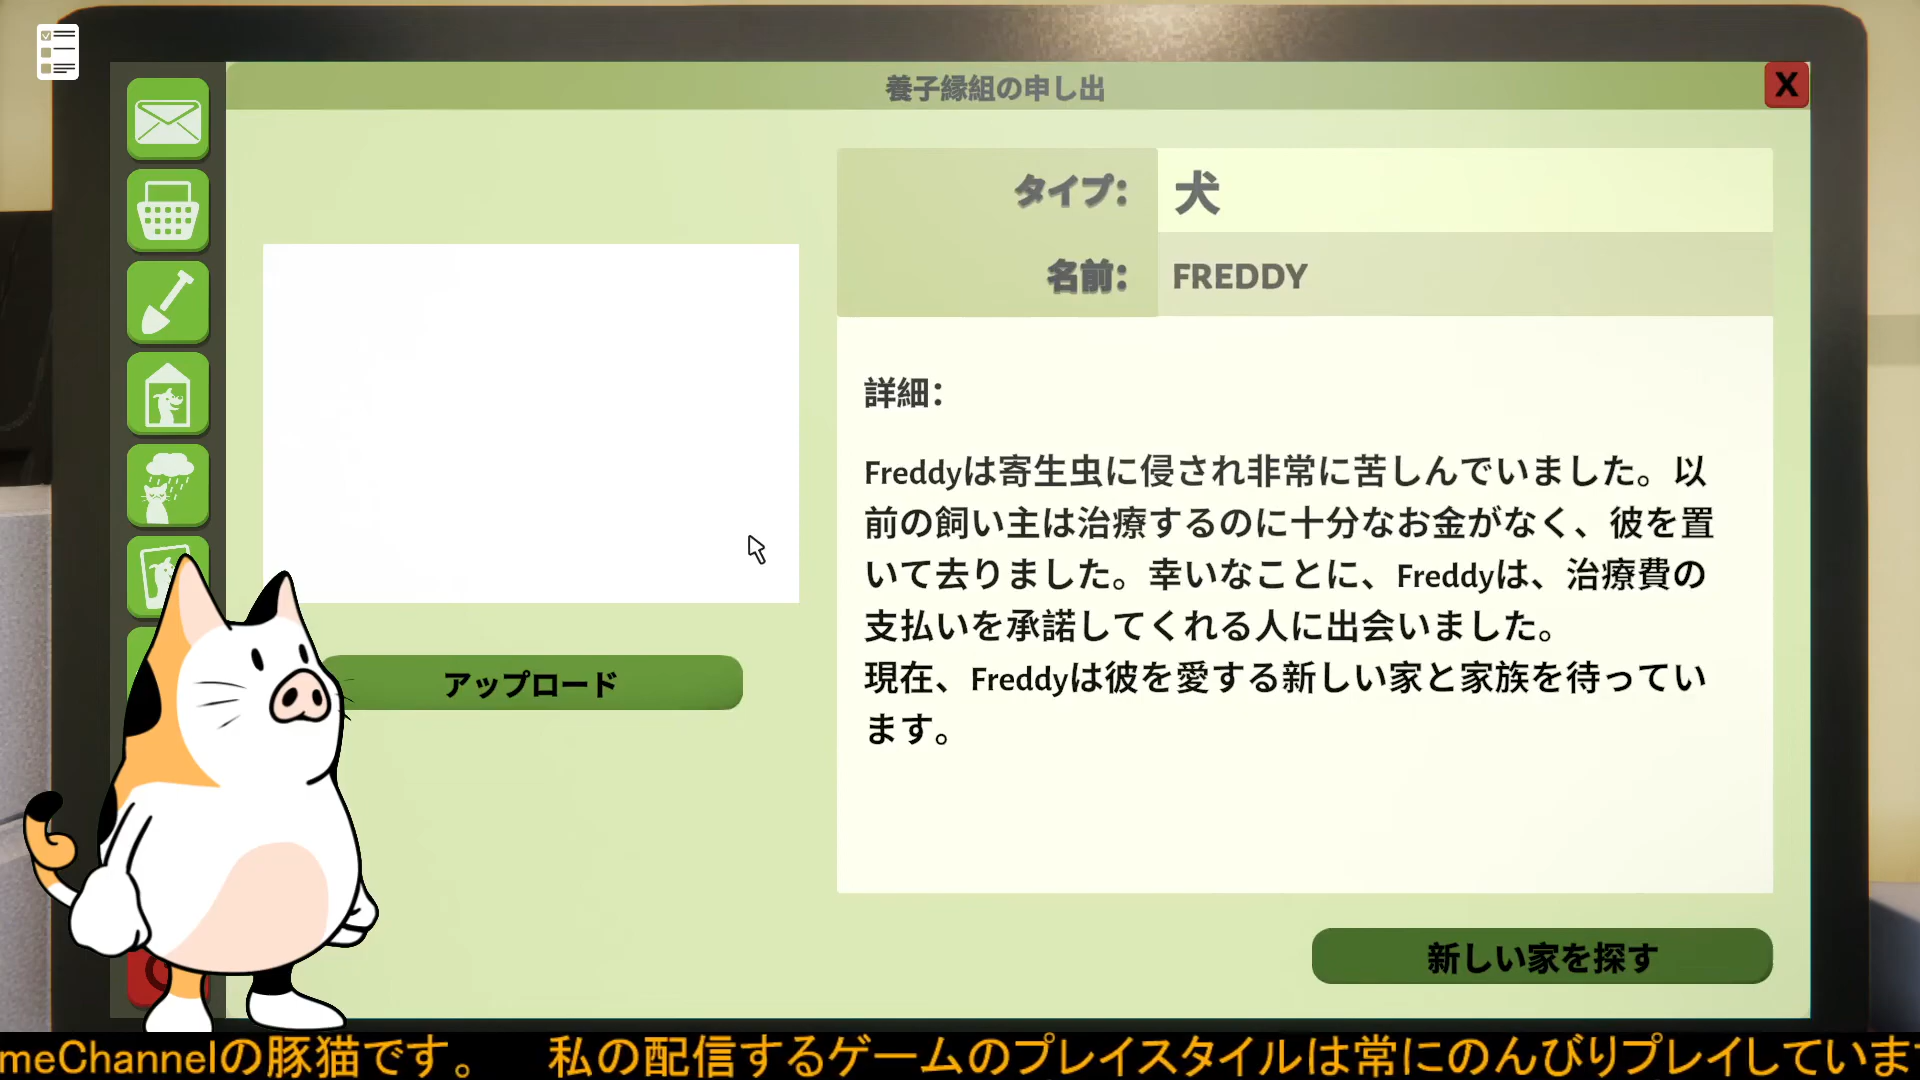 養子縁組の申し出
X
タイプ: 犬
名前: FREDDY
詳細:
Freddyは寄生虫に侵され非常に苦しんでいました。以
前の飼い主は治療するのに十分なお金がなく、彼を置
いて去りました。幸いなことに、Freddyは、治療費の
支払いを承諾してくれる人に出会いました。
現在、Freddyは彼を愛する新しい家と家族を待ってい
ます。
アップロード
新しい家を探す
meChannelの豚猫です。 私の配信するゲームのプレイスタイルは常にのんびりプレイしていま